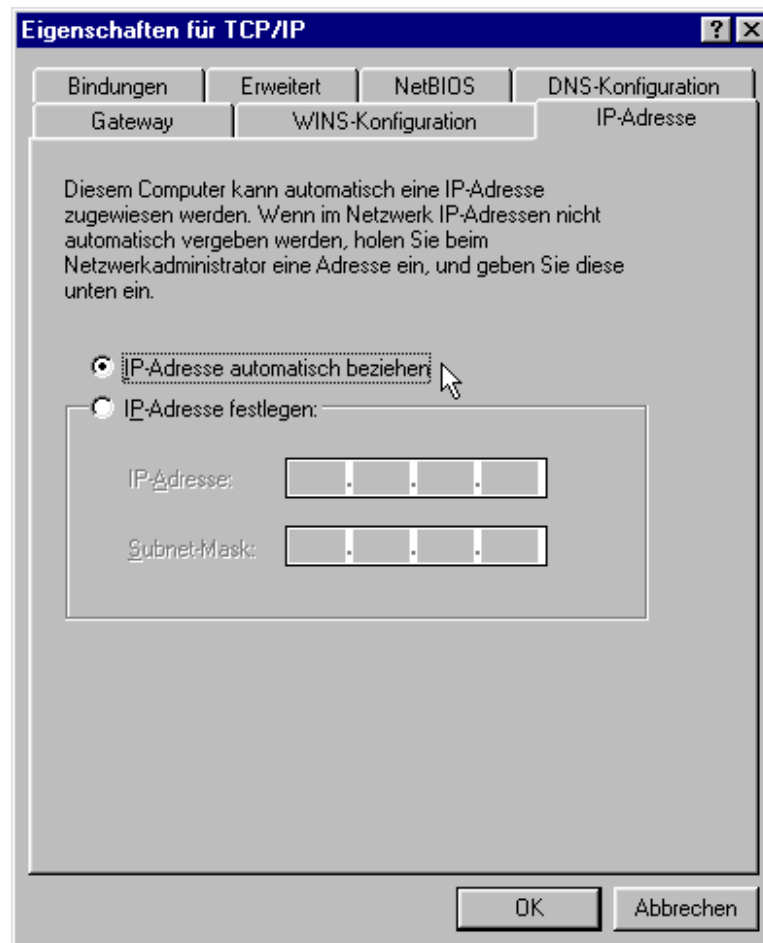 Eigenschaften für TCP/IP
Bindungen Erweitert NetBIOS DNS-Konfiguration
Gateway WINS-Konfiguration IP-Adresse
Diesem Computer kann automatisch eine IP-Adresse
zugewiesen werden. Wenn im Netzwerk IP-Adressen nicht
automatisch vergeben werden, holen Sie beim
Netzwerkadministrator eine Adresse ein, und geben Sie diese
unten ein.
IP-Adresse automatisch beziehen
IP-Adresse festlegen:
IP-Adresse: . . .
Subnet-Mask: . . .
OK Abbrechen